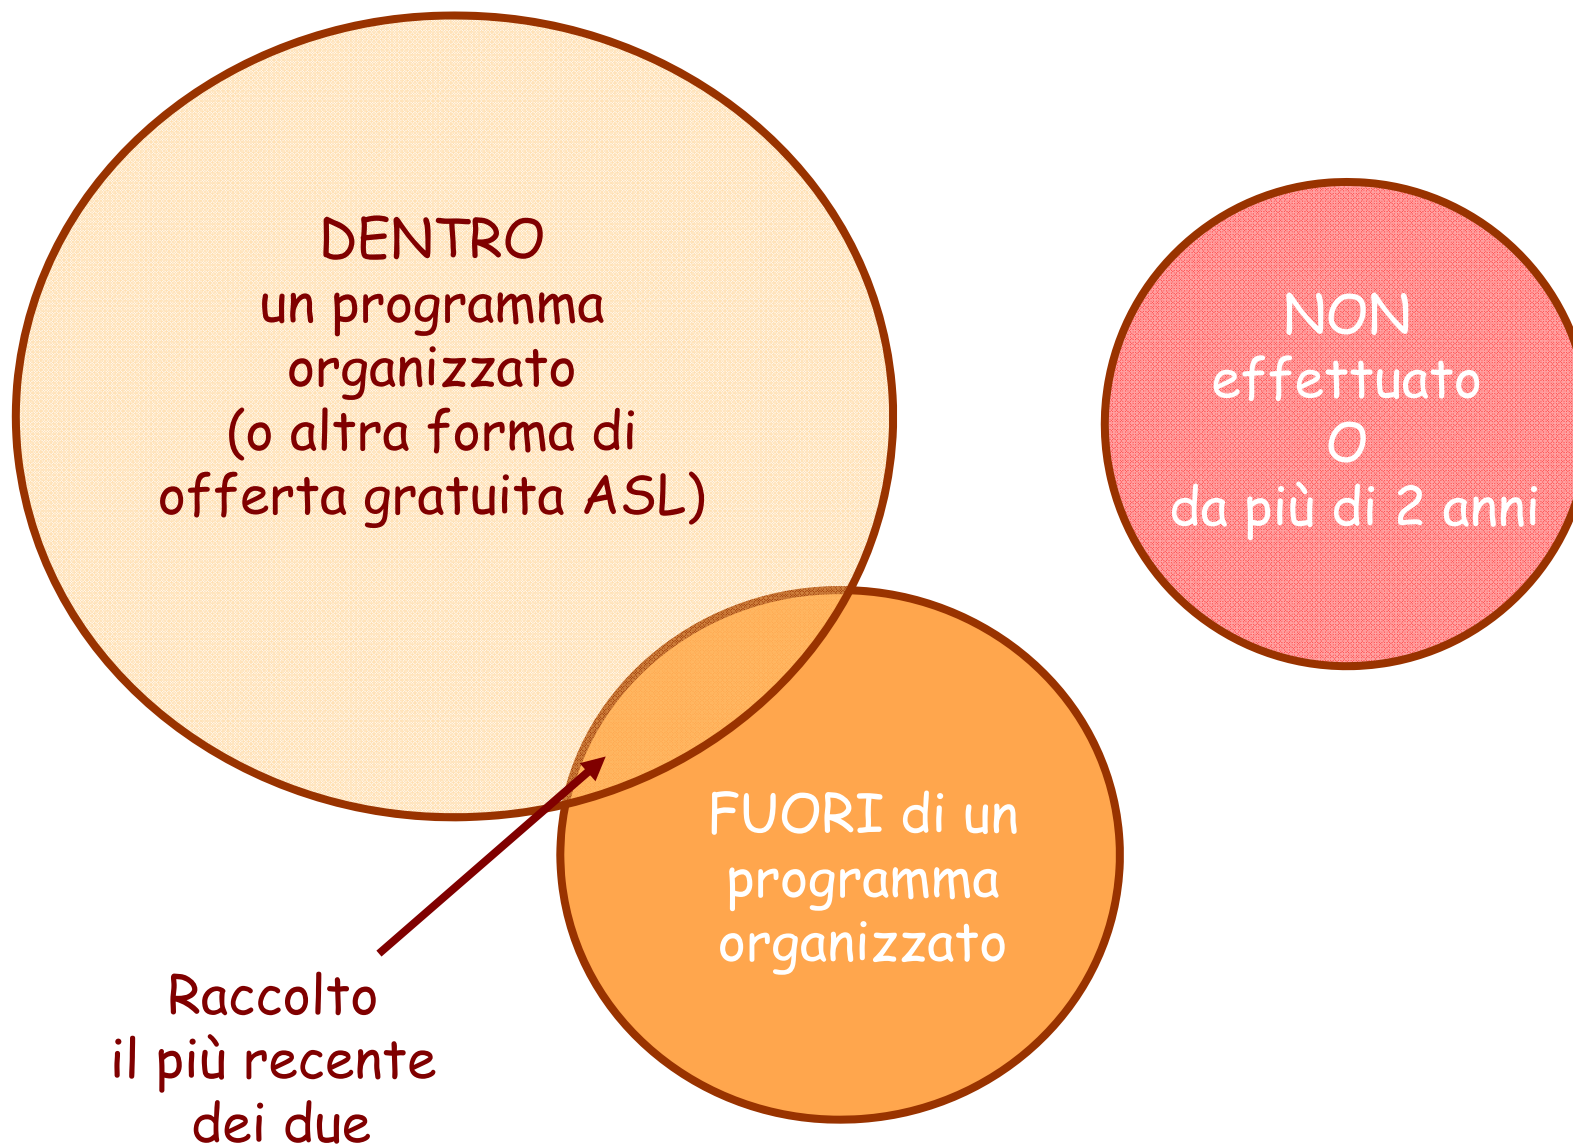 DENTRO
un programma
organizzato
(o altra forma di
offerta gratuita ASL)
NON
effettuato
O
da più di 2 anni
FUORI di un
programma
organizzato
Raccolto
il più recente
dei due